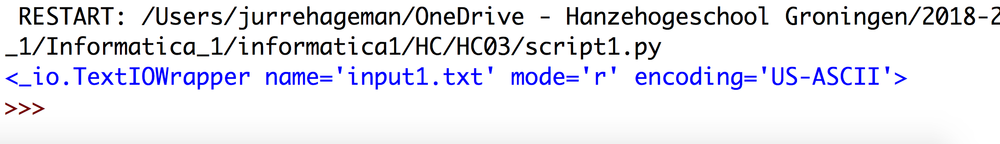 RESTART: /Users/jurrehageman/OneDrive - Hanzehogeschool Groningen/2018-2
_1/Informatica_1/informatica1/HC/HC03/script1.py
<_io.TextIOWrapper name='input1.txt' mode='r' encoding='US-ASCII'>
>>>